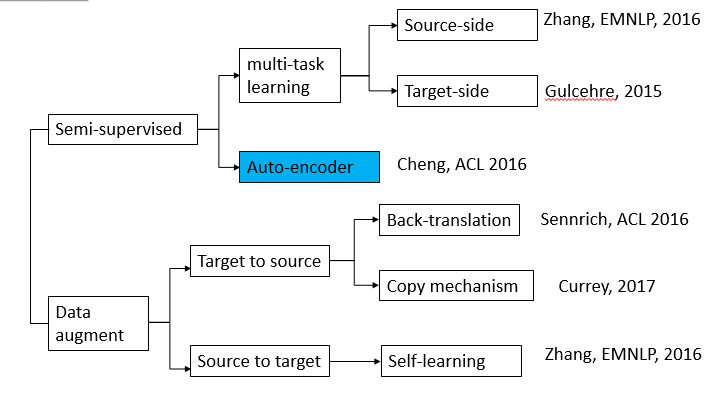 Source-side
Zhang, EMNLP, 2016
multi-task
learning
Target-side
Gulcehre, 2015
Semi-supervised
Auto-encoder
Cheng, ACL 2016
Back-translation
Sennrich, ACL 2016
Target to source
Copy mechanism
Currey, 2017
Data
augment
Source to target
Self-learning
Zhang, EMNLP, 2016